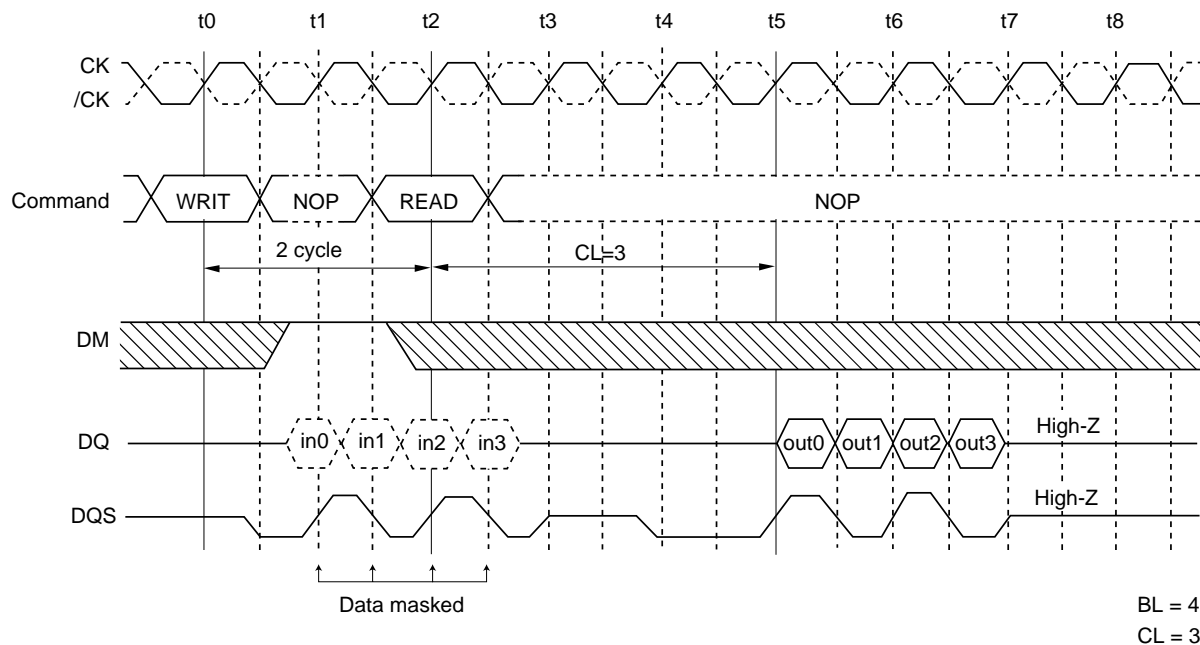 t0 t1 t2 t3 t4 t5 t6 t7 t8
CK
/CK
Command WRIT NOP READ NOP
2 cycle CL=3
DM
DQ in0 in1 in2 in3 out0 out1 out2 out3 High-Z
DQS High-Z
Data masked
BL = 4
CL = 3